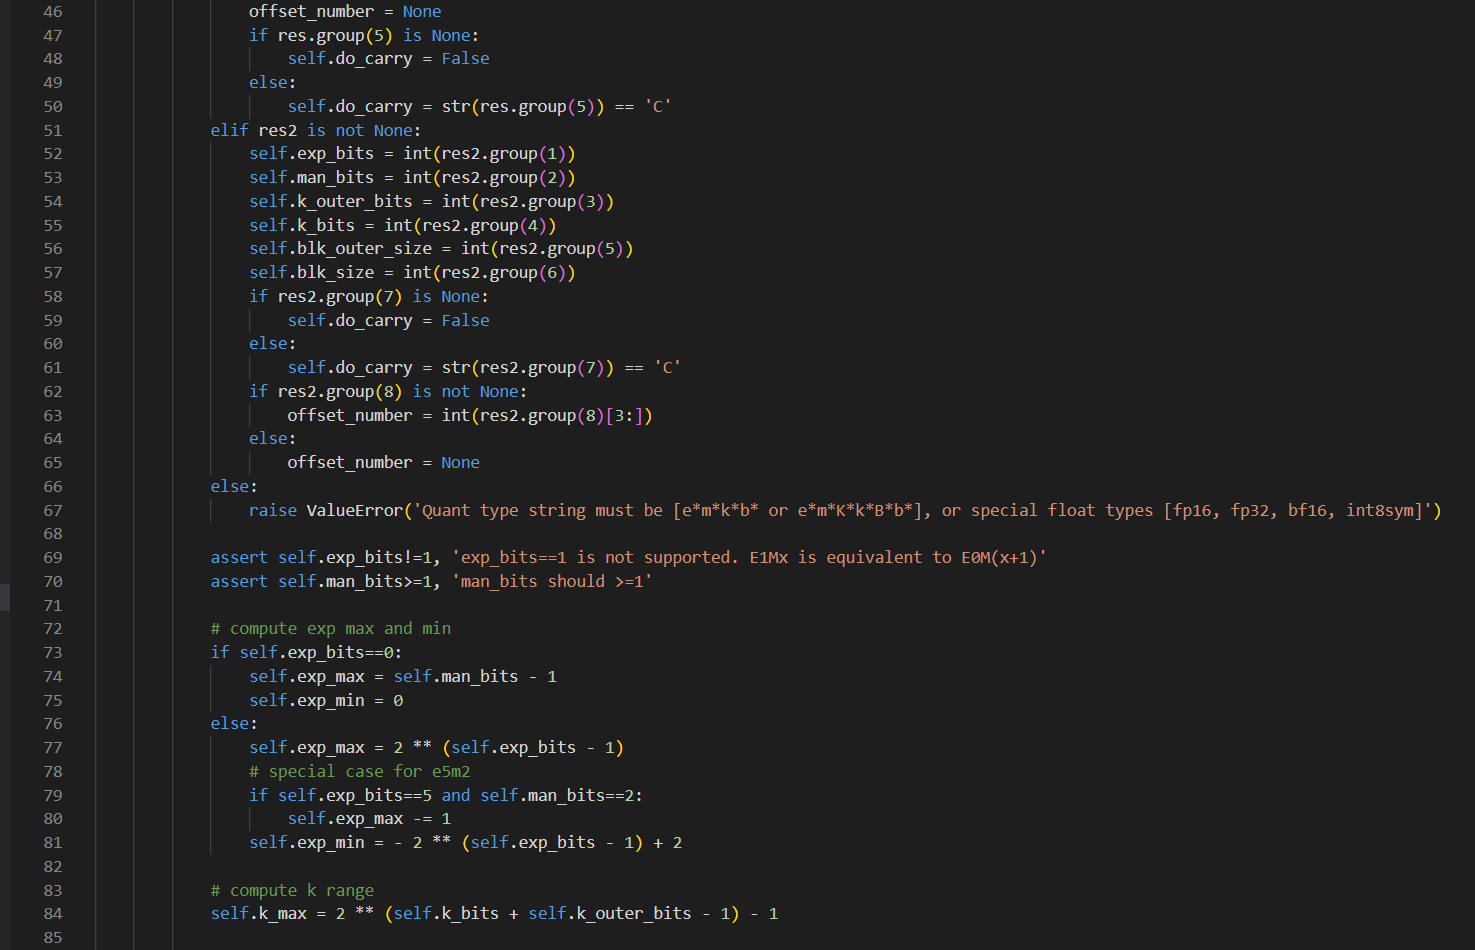 46 offset_number = None
47 if res.group(5) is None:
48 self.do_carry = False
49 else:
50 self.do_carry = str(res.group(5)) == 'C'
51 elif res2 is not None:
52 self.exp_bits = int(res2.group(1))
53 self.man_bits = int(res2.group(2))
54 self.k_outer_bits = int(res2.group(3))
55 self.k_bits = int(res2.group(4))
56 self.blk_outer_size = int(res2.group(5))
57 self.blk_size = int(res2.group(6))
58 if res2.group(7) is None:
59 self.do_carry = False
60 else:
61 self.do_carry = str(res2.group(7)) == 'C'
62 if res2.group(8) is not None:
63 offset_number = int(res2.group(8)[3:])
64 else:
65 offset_number = None
66 else:
67 raise ValueError('Quant type string must be [e*m*k*b* or e*m*K*k*B*b*], or special float types [fp16, fp32, bf16, int8sym]')
68
69 assert self.exp_bits!=1, 'exp_bits==1 is not supported. E1Mx is equivalent to E0M(x+1)'
70 assert self.man_bits>=1, 'man_bits should >=1'
71
72 # compute exp max and min
73 if self.exp_bits==0:
74 self.exp_max = self.man_bits - 1
75 self.exp_min = 0
76 else:
77 self.exp_max = 2 ** (self.exp_bits - 1)
78 # special case for e5m2
79 if self.exp_bits==5 and self.man_bits==2:
80 self.exp_max -= 1
81 self.exp_min = - 2 ** (self.exp_bits - 1) + 2
82
83 # compute k range
84 self.k_max = 2 ** (self.k_bits + self.k_outer_bits - 1) - 1
85